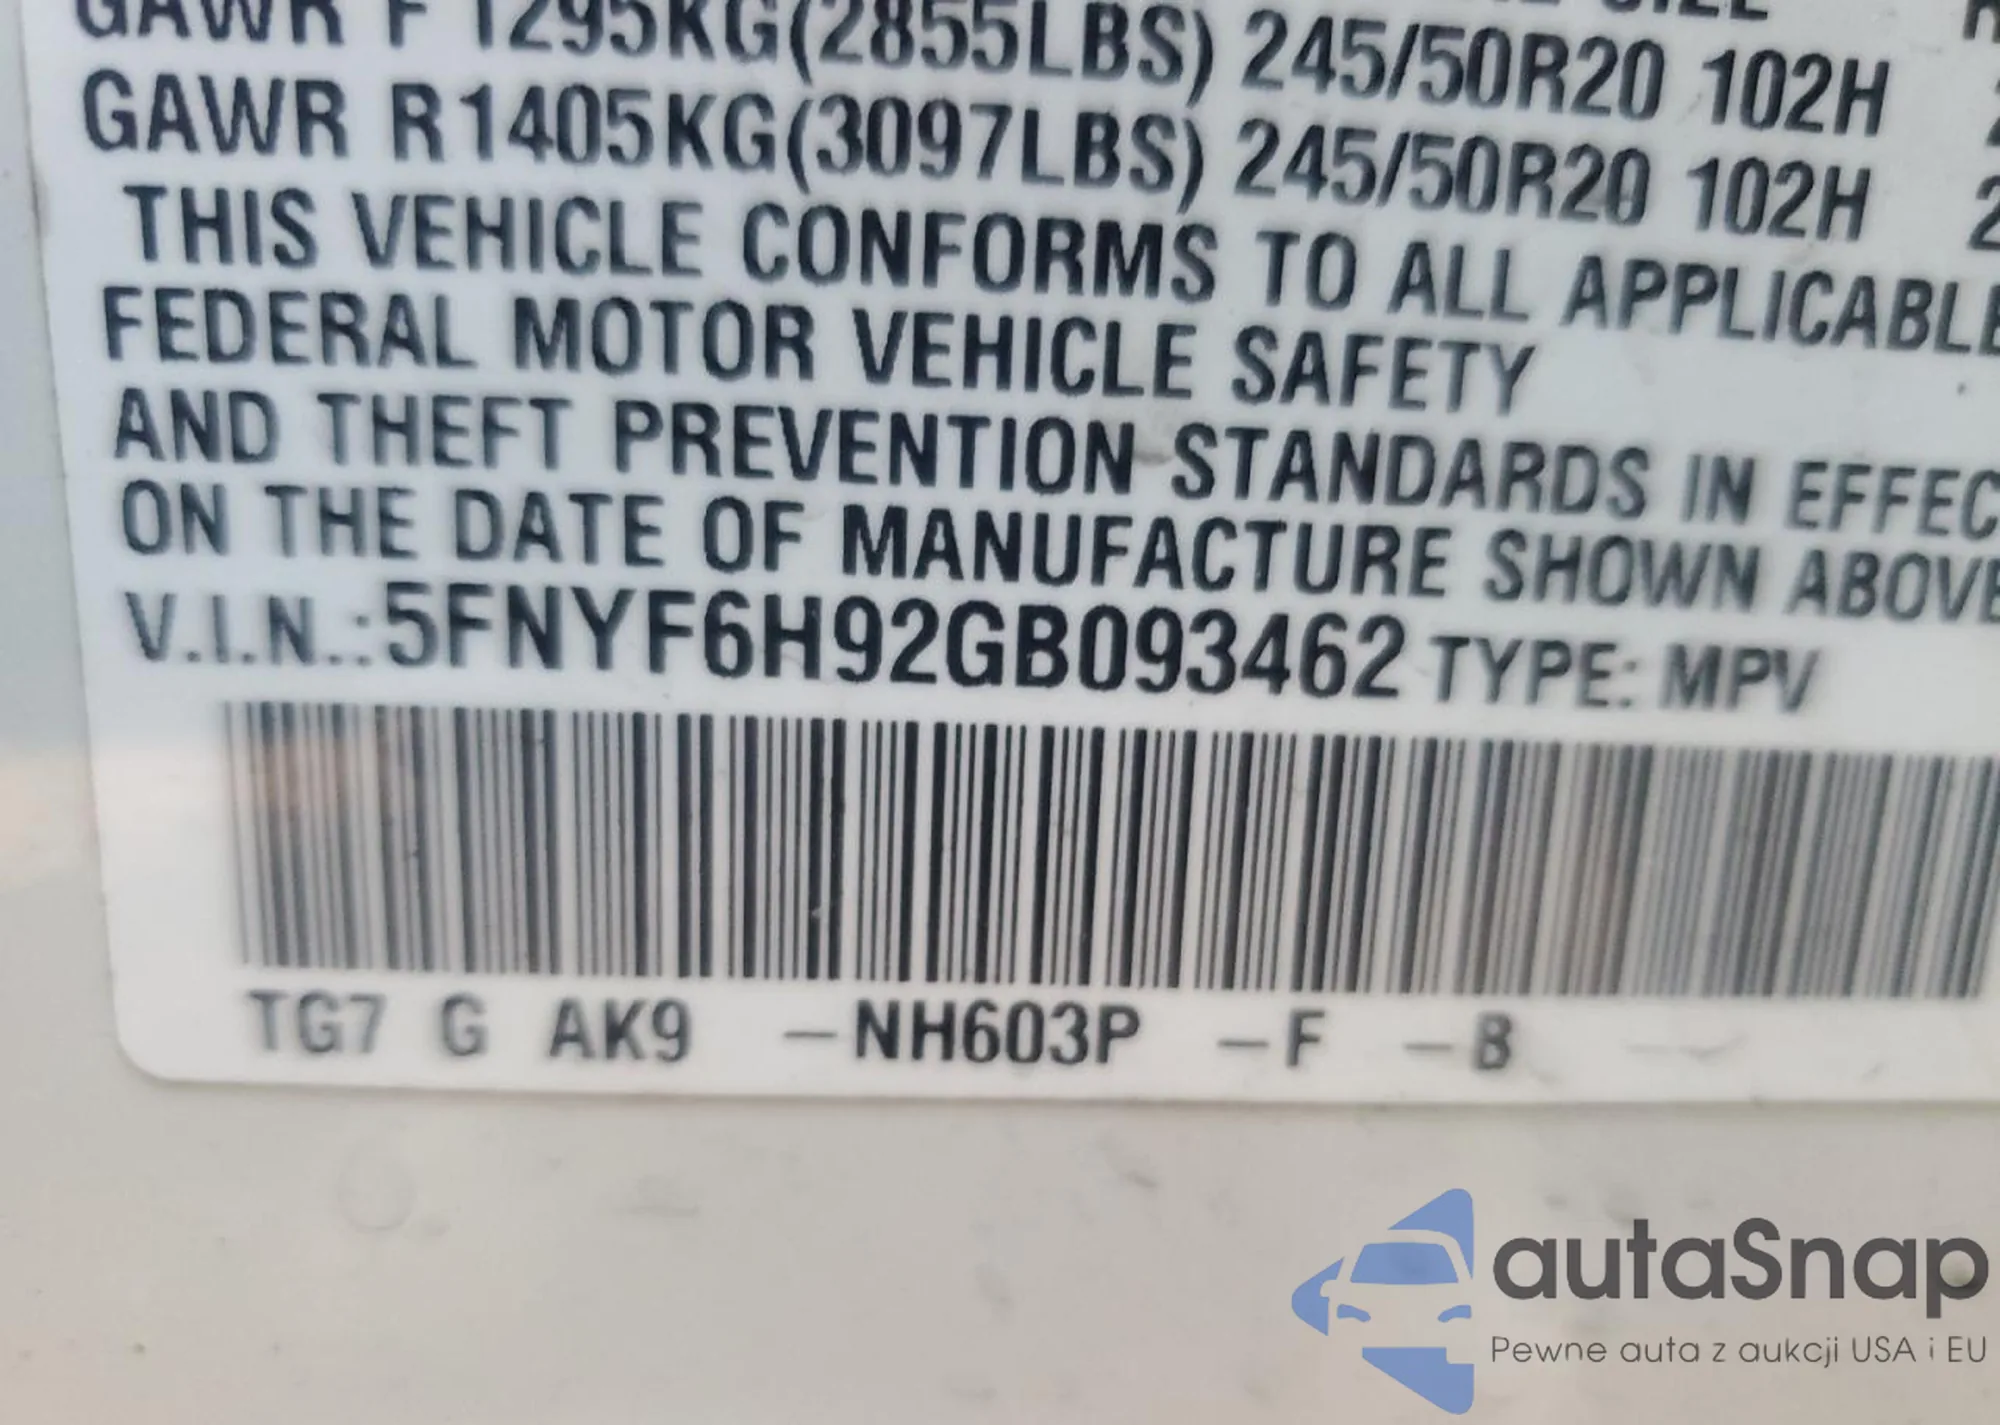 GAWR F 1295KG(2855LBS) 245/50R20 102H
GAWR R1405KG(3097LBS) 245/50R20 102H 2
THIS VEHICLE CONFORMS TO ALL APPLICABLE
FEDERAL MOTOR VEHICLE SAFETY
AND THEFT PREVENTION STANDARDS IN EFFEC
ON THE DATE OF MANUFACTURE SHOWN ABOVE
V.I.N.:5FNYF6H92GB093462 TYPE: MPV
TG7 G AK9 –NH603P –F –B
autaSnap
Pewne auta z aukcji USA i EU